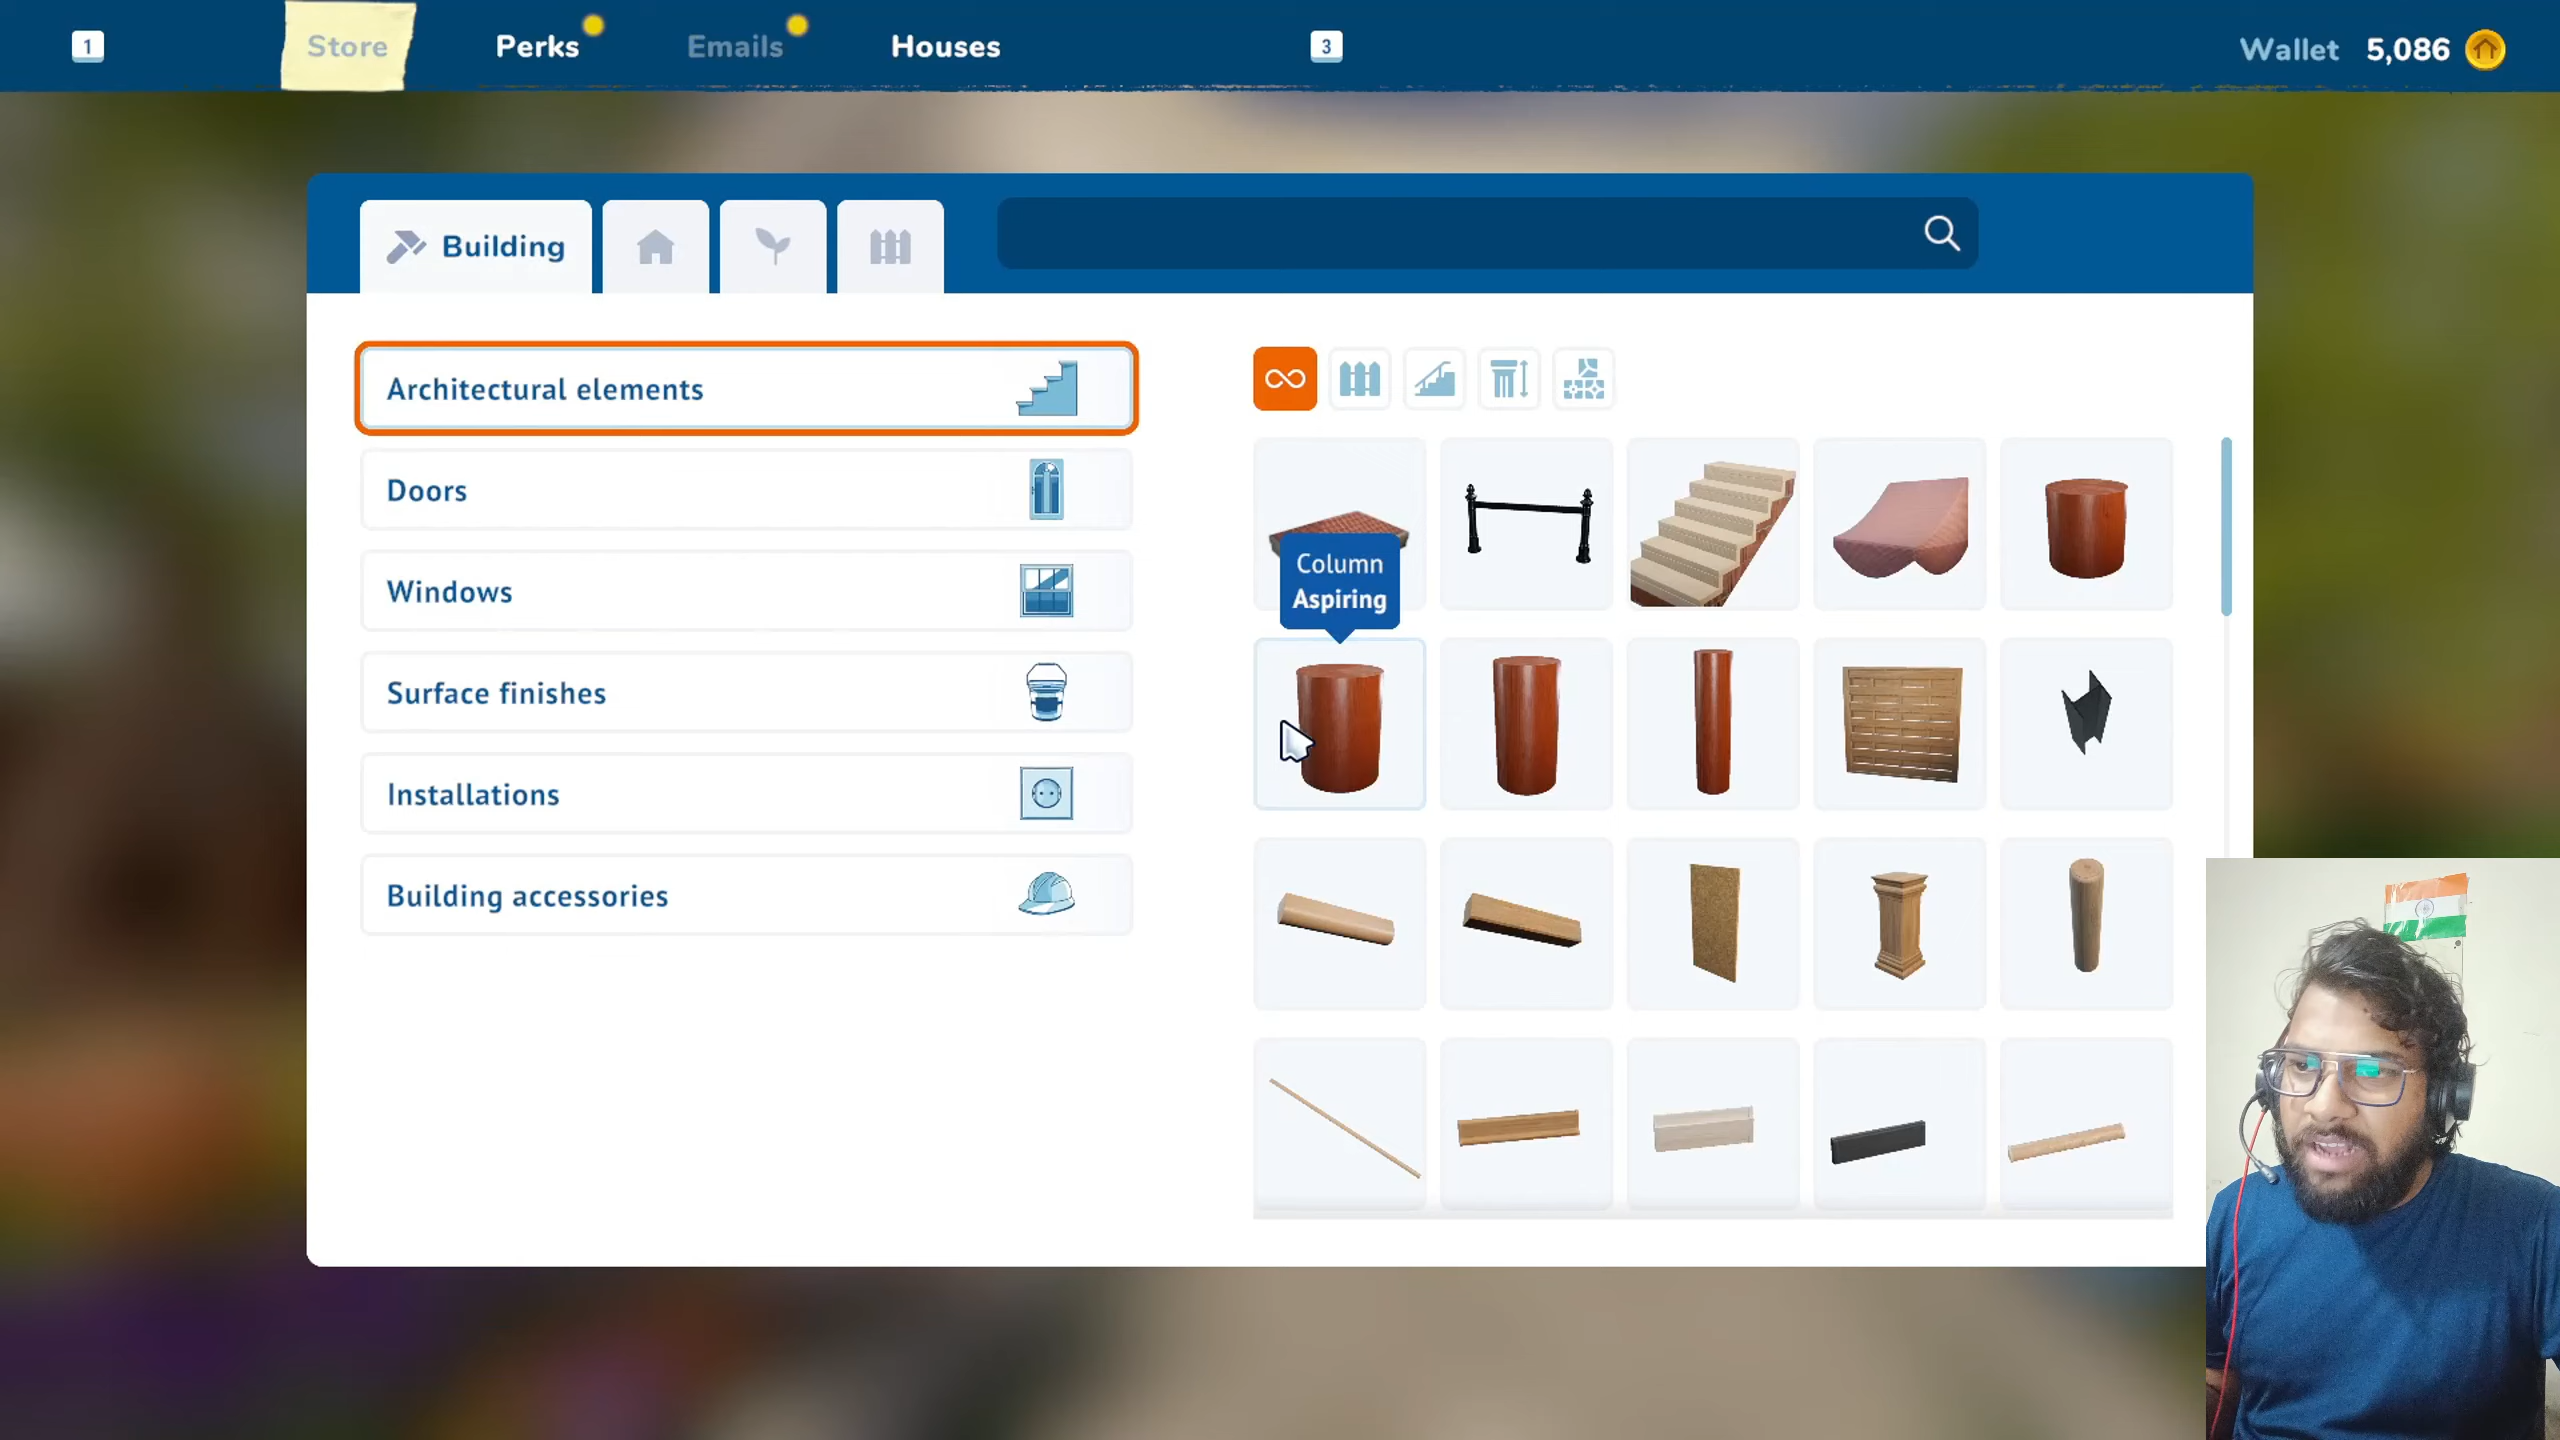 1
Store
Perks
Emails
Houses
3
Wallet 5,086
Building
Architectural elements
Doors
Windows
Surface finishes
Installations
Building accessories
Column
Aspiring